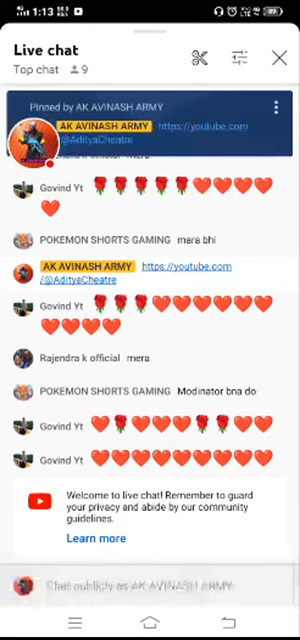 1:13
Live chat
Top chat 9
Pinned by AK AVINASH ARMY
AK AVINASH ARMY https://youtube.com
/@AdityaCheatre
Govind Yt 🌹🌹🌹🌹🌹❤️❤️❤️❤️
❤️
POKEMON SHORTS GAMING mara bhi
AK AVINASH ARMY https://youtube.com
/@AdityaCheatre
Govind Yt 🌹🌹🌹❤️❤️❤️❤️❤️❤️
❤️❤️❤️❤️
Rajendra k official mera
POKEMON SHORTS GAMING Modinator bna do
Govind Yt ❤️🌹❤️❤️❤️🌹🌹❤️❤️
Govind Yt ❤️❤️❤️❤️❤️❤️❤️❤️❤️
Welcome to live chat! Remember to guard
your privacy and abide by our community
guidelines.
Learn more
Chat publicly as AK AVINASH ARMY